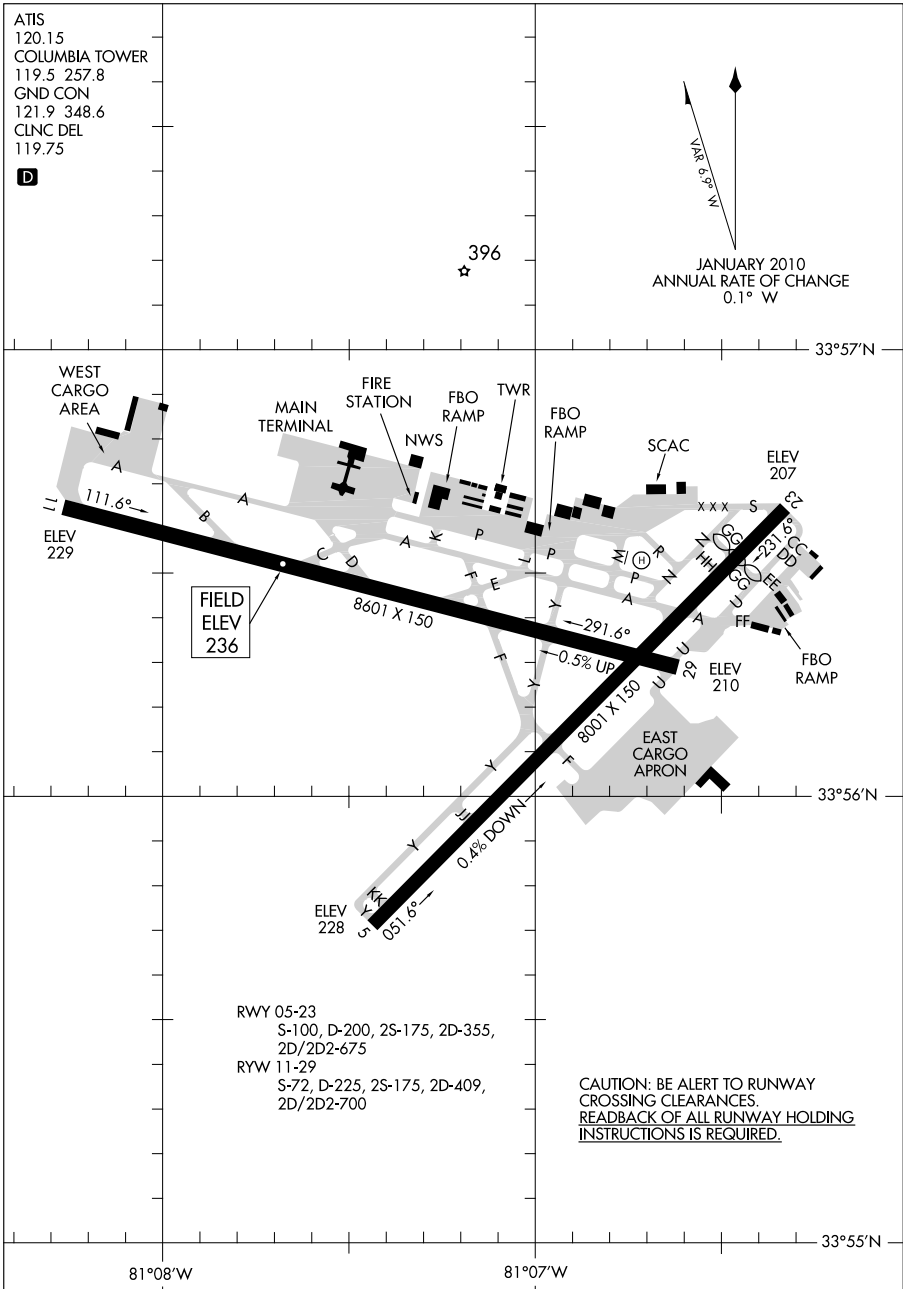 ATIS
120.15
COLUMBIA TOWER
119.5 257.8
GND CON
121.9 348.6
CLNC DEL
119.75
D
VAR 6.9° W
JANUARY 2010
ANNUAL RATE OF CHANGE
0.1° W
396
33°57'N
WEST
CARGO
AREA
MAIN
TERMINAL
FIRE
STATION
NWS
FBO
RAMP
TWR
FBO
RAMP
SCAC
ELEV
207
23
X X X
S
A
A
B
C
D
A
K
P
L
P
M
H
P
R
N
N
HH
GG
GG
231.6°
CC
DD
EE
FF
U
A
U
U
A
F
E
Y
F
Y
11
111.6°
ELEV
229
FIELD
ELEV
236
8601 X 150
291.6°
0.5% UP
29
ELEV
210
FBO
RAMP
8001 X 150
EAST
CARGO
APRON
F
Y
JJ
Y
0.4% DOWN
33°56'N
KK
Y
5
051.6°
ELEV
228
RWY 05-23
S-100, D-200, 2S-175, 2D-355,
2D/2D2-675
RYW 11-29
S-72, D-225, 2S-175, 2D-409,
2D/2D2-700
CAUTION: BE ALERT TO RUNWAY
CROSSING CLEARANCES.
READBACK OF ALL RUNWAY HOLDING
INSTRUCTIONS IS REQUIRED.
33°55'N
81°08'W
81°07'W